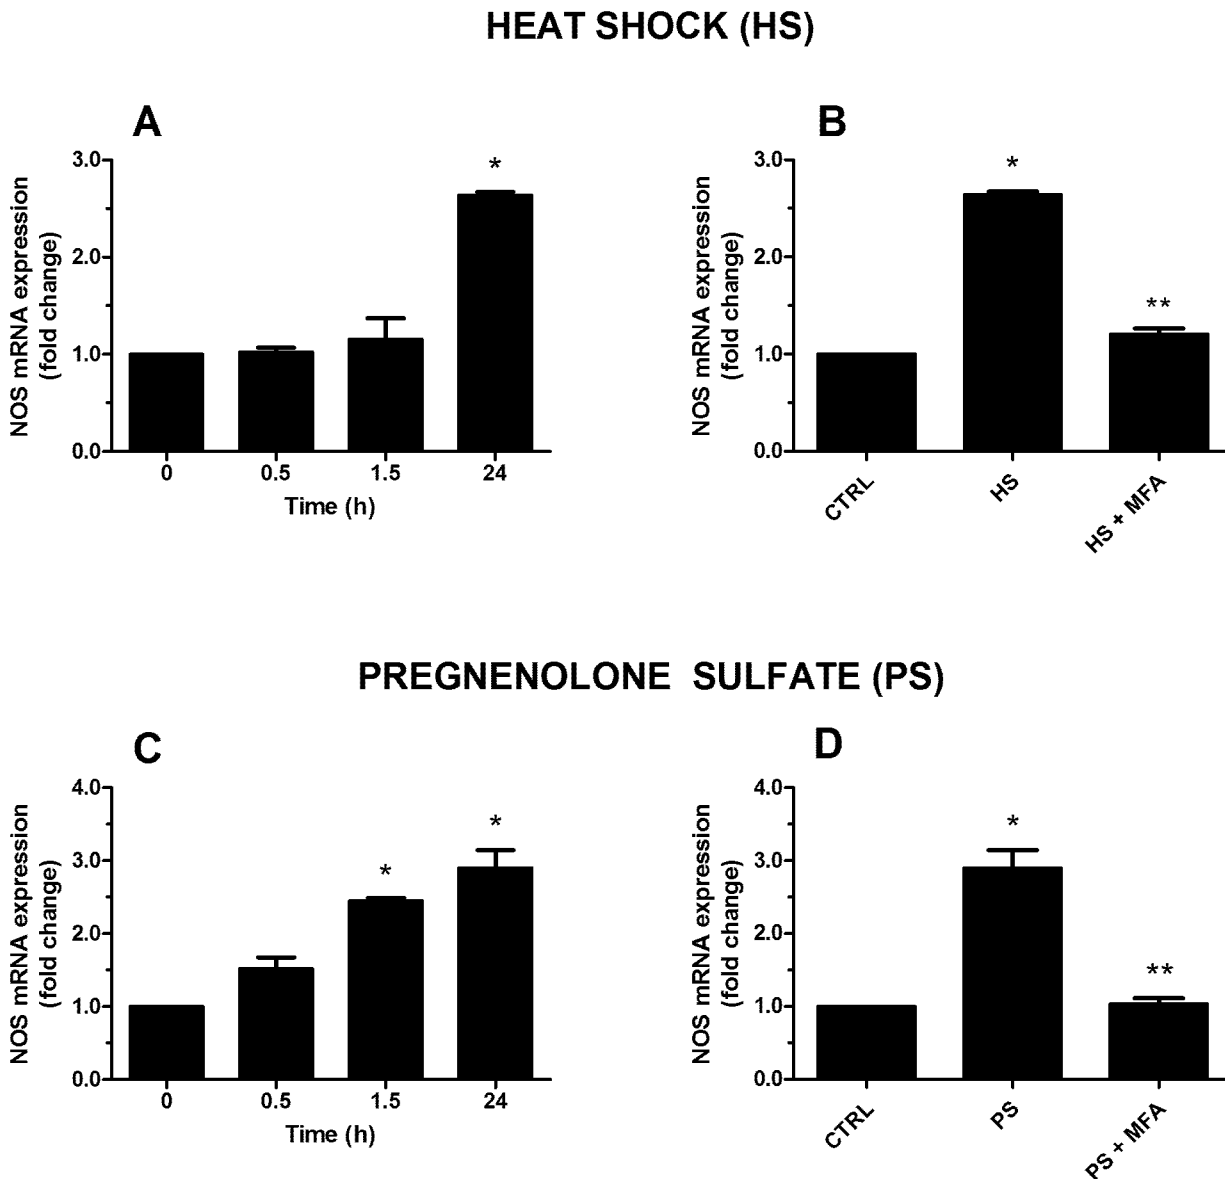 HEAT SHOCK (HS)
A
NOS mRNA expression
(fold change)
3.0
2.0
1.0
0.0
*
0 0.5 1.5 24
Time (h)
B
NOS mRNA expression
(fold change)
3.0
2.0
1.0
0.0
*
**
CTRL
HS
HS + MFA
PREGNENOLONE SULFATE (PS)
C
NOS mRNA expression
(fold change)
4.0
3.0
2.0
1.0
0.0
*
*
0 0.5 1.5 24
Time (h)
D
NOS mRNA expression
(fold change)
4.0
3.0
2.0
1.0
0.0
*
**
CTRL
PS
PS + MFA